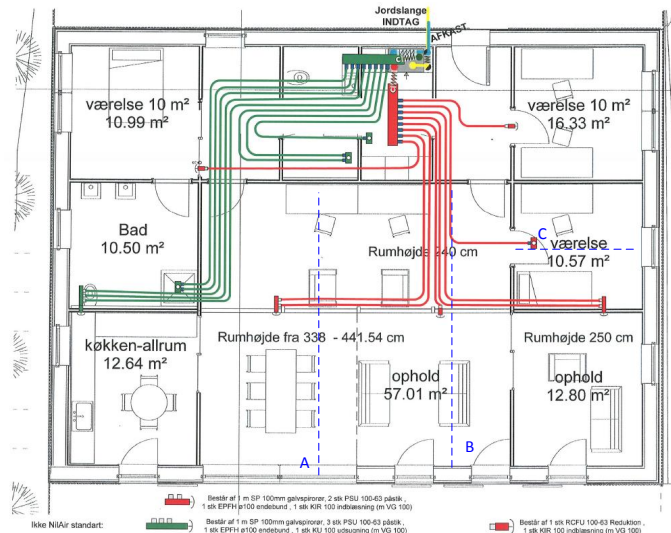 Jordslange
INDTAG
AFKAST.
værelse 10 m²
10.99 m²
værelse 10 m²
16.33 m²
Bad
10.50 m²
Rumhøjde 240 cm
C
værelse
10.57 m²
Rumhøjde fra 338 - 441.54 cm
Rumhøjde 250 cm
køkken-allrum
12.64 m²
ophold
57.01 m²
ophold
12.80 m²
A
B
Består af 1 m SP 100mm galvspirorør, 2 stk PSU 100-63 påstik ,
1 stk EPFH ø100 endebund , 1 stk KIR 100 indblæsning (m VG 100)
Ikke NilAir standart:
Består af 1 m SP 100mm galvspirorør, 3 stk PSU 100-63 påstik ,
1 stk EPFH ø100 endebund , 1 stk KU 100 udsugning (m VG 100)
Består af 1 stk RCFU 100-63 Reduktion ,
1 stk KIR 100 indblæsning (m VG 100)